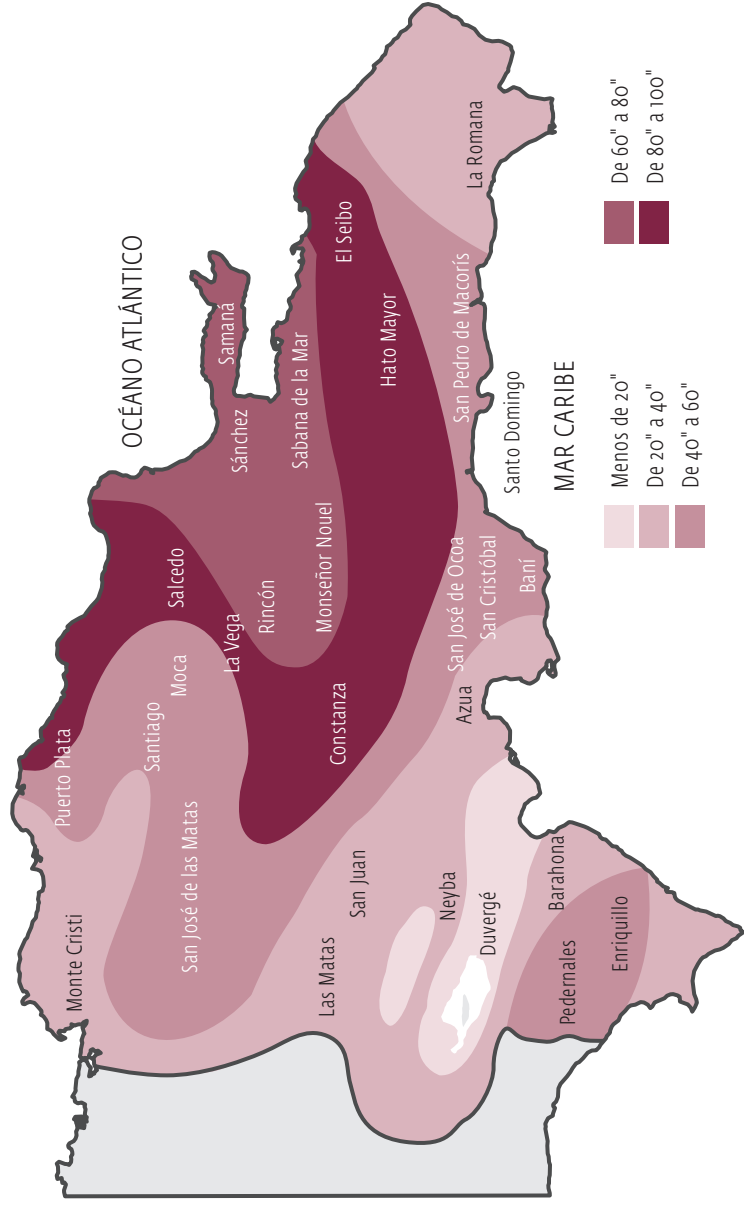 OCÉANO ATLÁNTICO
Puerto Plata
Monte Cristi
Santiago
Moca
Salcedo
San José de las Matas
La Vega
Sánchez
Samaná
Rincón
Sabana de la Mar
Monseñor Nouel
El Seibo
Las Matas
San Juan
Constanza
Hato Mayor
Neyba
Azua
San José de Ocoa
San Pedro de Macorís
La Romana
Duvergé
San Cristóbal
Santo Domingo
Baní
Barahona
Pedernales
Enriquillo
MAR CARIBE
Menos de 20"
De 20" a 40"
De 40" a 60"
De 60" a 80"
De 80" a 100"